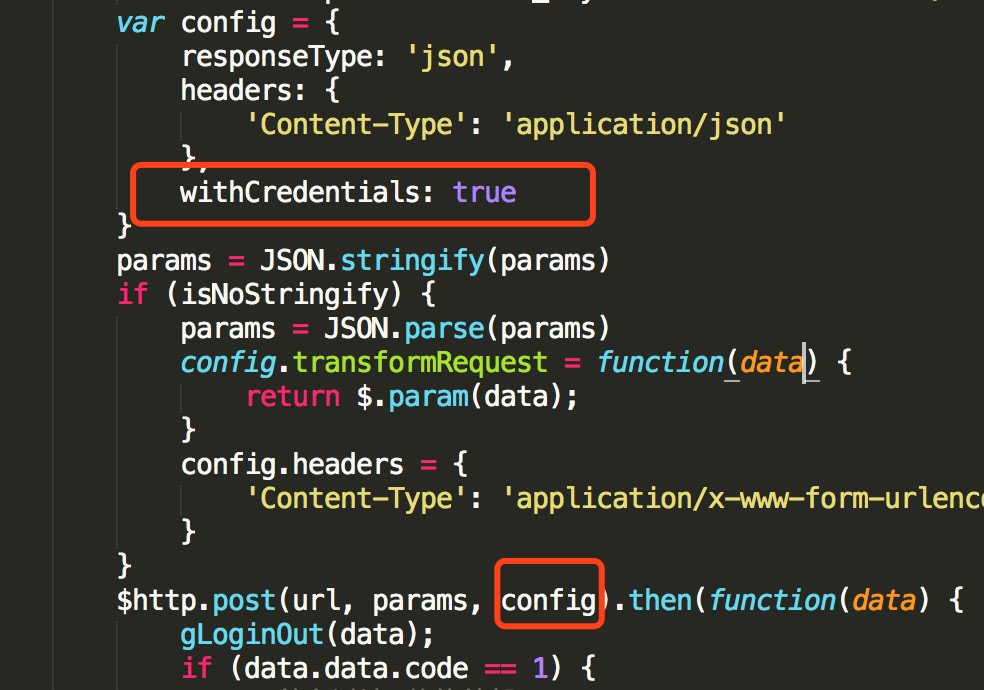 var config = {
responseType: 'json',
headers: {
'Content-Type': 'application/json'
},
withCredentials: true
}
params = JSON.stringify(params)
if (isNoStringify) {
params = JSON.parse(params)
config.transformRequest = function(data) {
return $.param(data);
}
config.headers = {
'Content-Type': 'application/x-www-form-urlenc
}
}
$http.post(url, params, config).then(function(data) {
gLoginOut(data);
if (data.data.code == 1) {